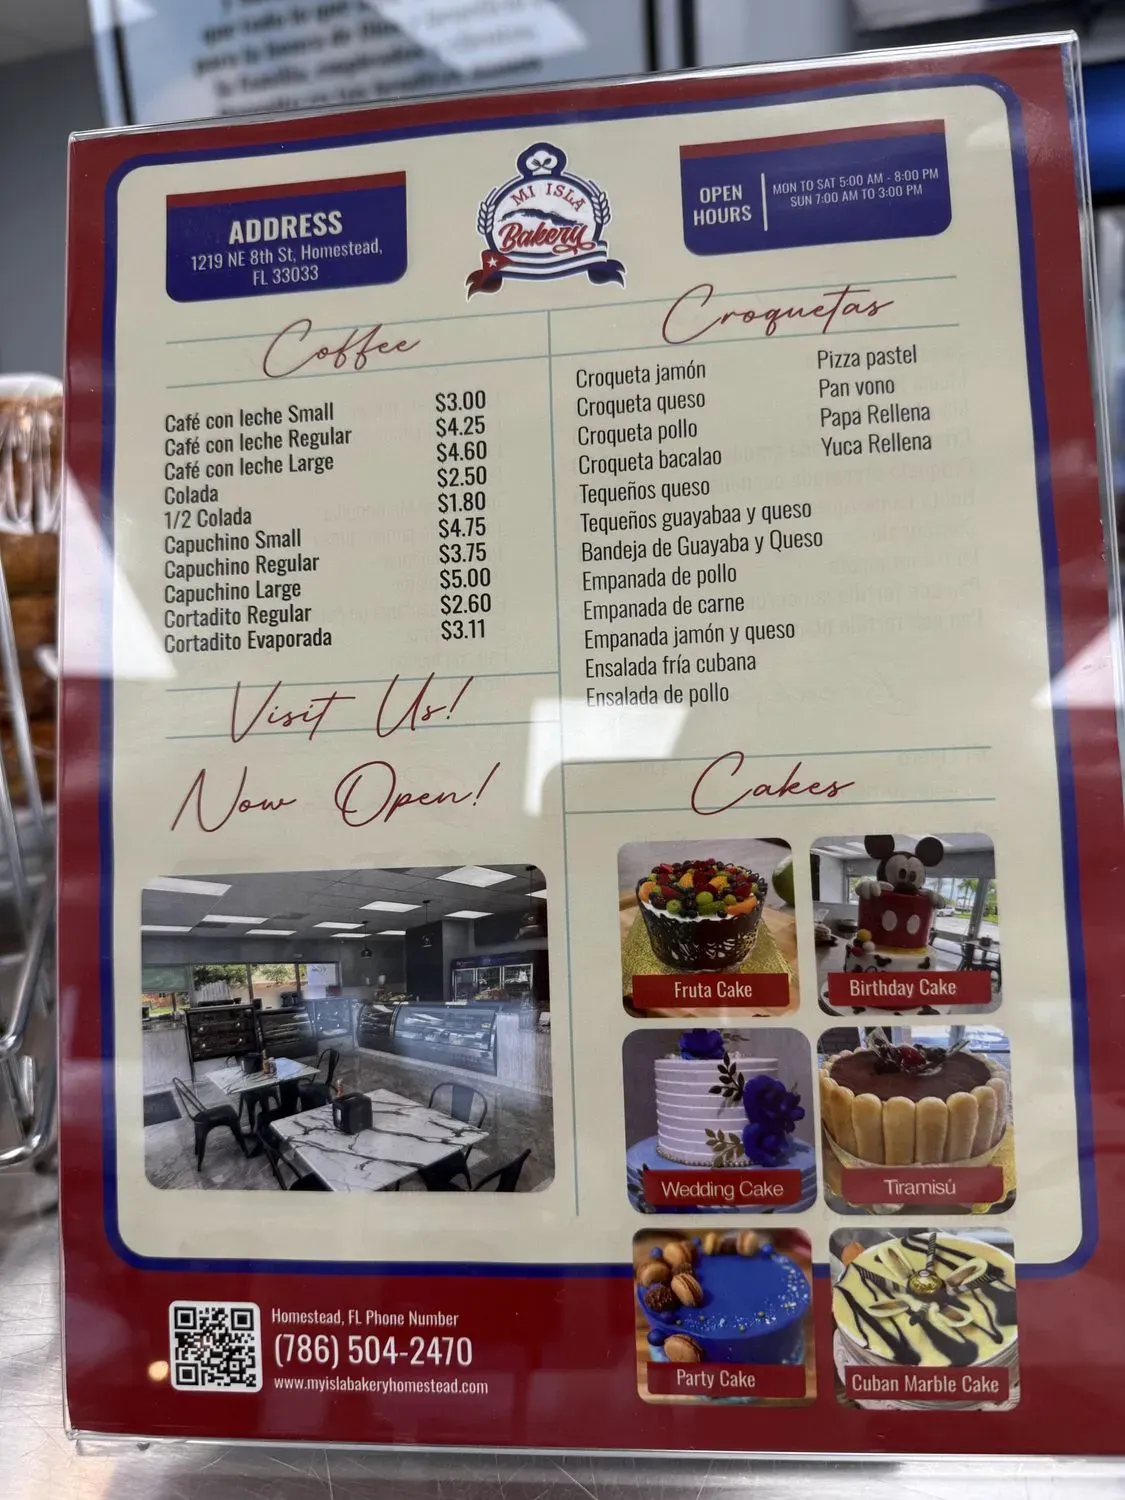 ADDRESS
1219 NE 8th St, Homestead,
FL 33033
MI ISLA
Bakery
OPEN
HOURS
MON TO SAT 5:00 AM - 8:00 PM
SUN 7:00 AM TO 3:00 PM
Coffee
Café con leche Small $3.00
Café con leche Regular $4.25
Café con leche Large $4.60
Colada $2.50
1/2 Colada $1.80
Capuchino Small $4.75
Capuchino Regular $3.75
Capuchino Large $5.00
Cortadito Regular $2.60
Cortadito Evaporada $3.11
Visit Us!
Now Open!
Croquetas
Croqueta jamón
Croqueta queso
Croqueta pollo
Croqueta bacalao
Tequeños queso
Tequeños guayabaa y queso
Bandeja de Guayaba y Queso
Empanada de pollo
Empanada de carne
Empanada jamón y queso
Ensalada fría cubana
Ensalada de pollo
Pizza pastel
Pan vono
Papa Rellena
Yuca Rellena
Cakes
Fruta Cake
Birthday Cake
Wedding Cake
Tiramisú
Party Cake
Cuban Marble Cake
Homestead, FL Phone Number
(786) 504-2470
www.myislabakeryhomestead.com